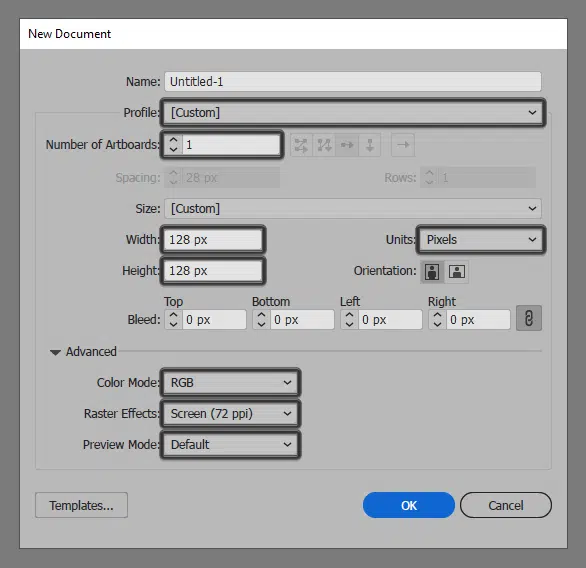 New Document
Name: Untitled-1
Profile: [Custom]
Number of Artboards: 1
Spacing: 28 px Rows: 1
Size: [Custom]
Width: 128 px Units: Pixels
Height: 128 px Orientation:
Top Bottom Left Right
Bleed: 0 px 0 px 0 px 0 px
Advanced
Color Mode: RGB
Raster Effects: Screen (72 ppi)
Preview Mode: Default
Templates... OK Cancel